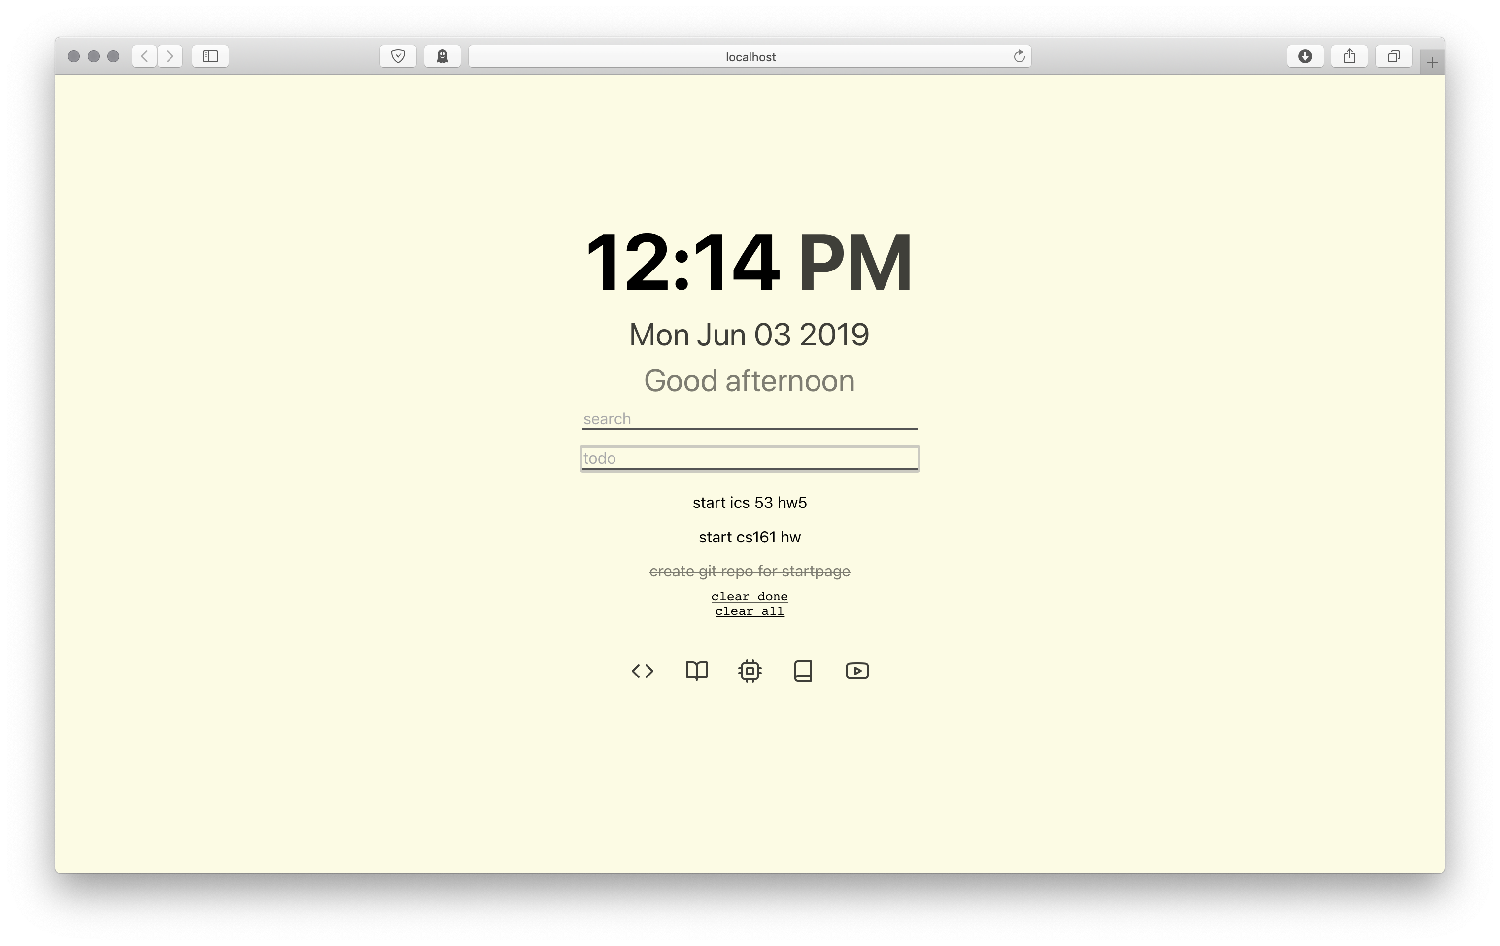 localhost
12:14 PM
Mon Jun 03 2019
Good afternoon
search
todo
start ics 53 hw5
start cs161 hw
create git repo for startpage
clear done
clear all